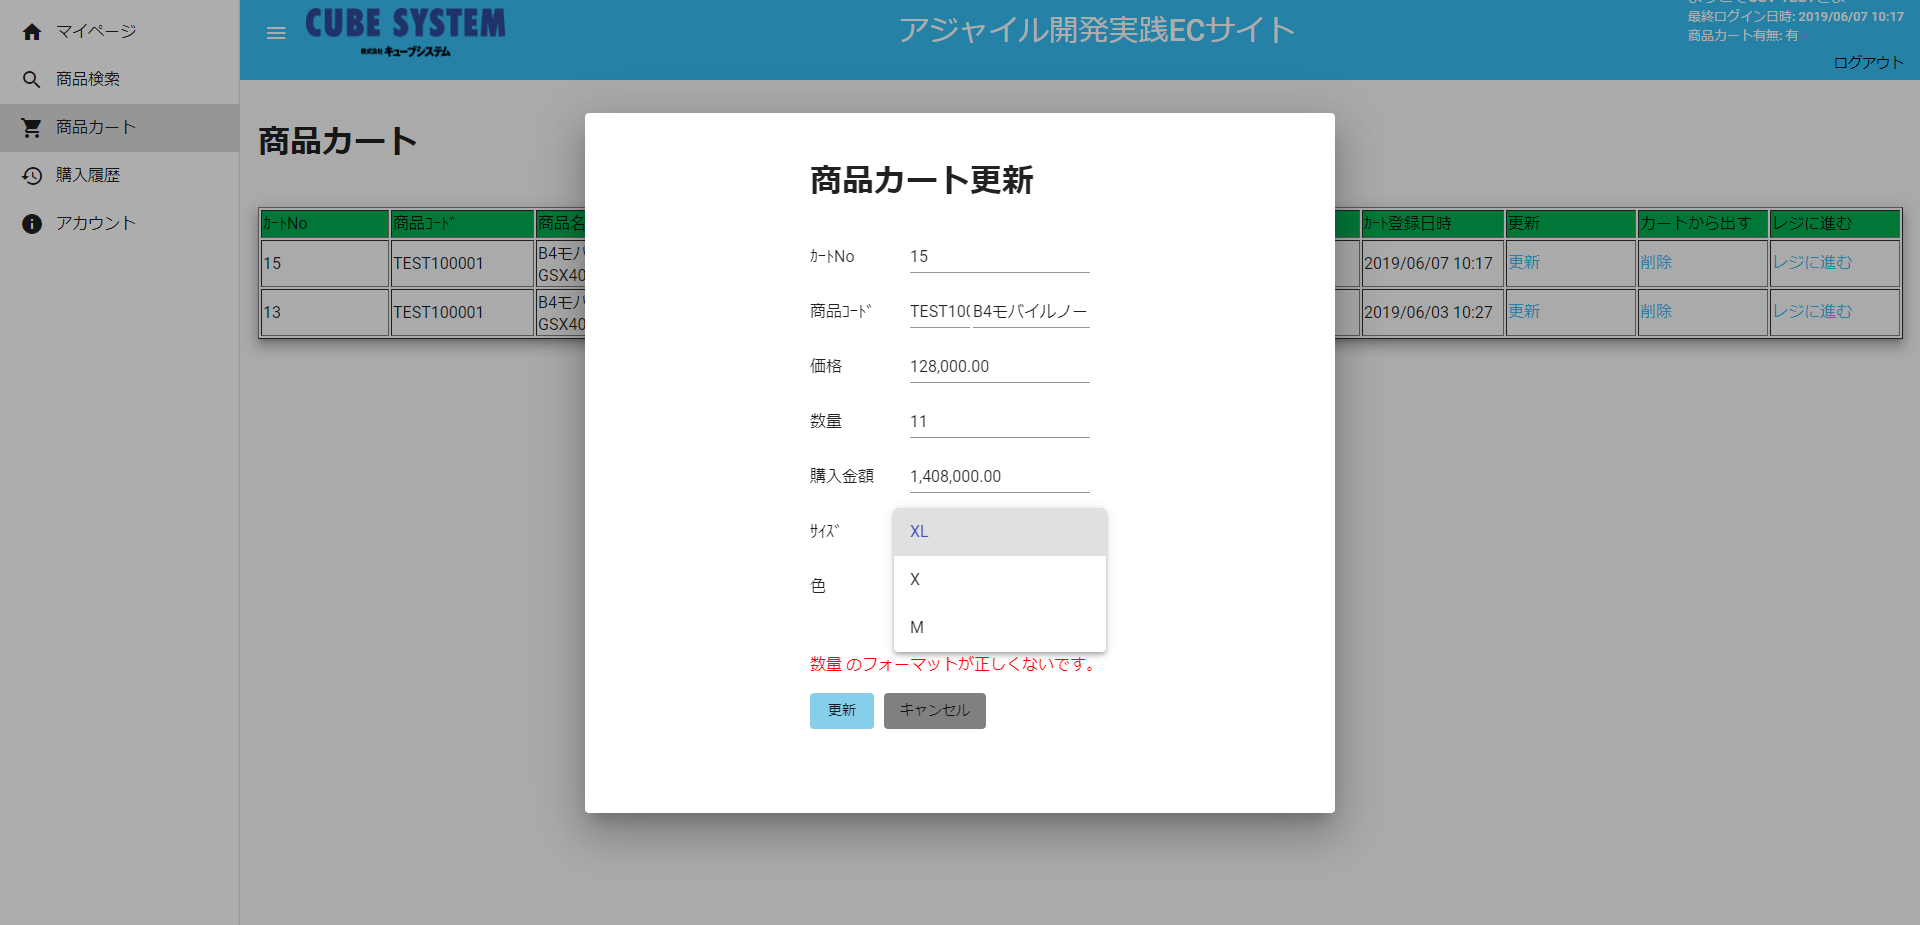 マイページ
商品検索
商品カート
購入履歴
アカウント
CUBE SYSTEM
株式会社 キューブシステム
アジャイル開発実践ECサイト
最終ログイン日時: 2019/06/07 10:17
商品カート有無: 有
ログアウト
商品カート
ｶｰﾄNo 商品ｺｰﾄﾞ 商品名 ｶｰﾄ登録日時 更新 カートから出す レジに進む
15 TEST100001 B4モバ 2019/06/07 10:17 更新 削除 レジに進む
GSX40
13 TEST100001 B4モバ 2019/06/03 10:27 更新 削除 レジに進む
GSX40
商品カート更新
ｶｰﾄNo 15
商品ｺｰﾄﾞ TEST100 B4モバイルノー
価格 128,000.00
数量 11
購入金額 1,408,000.00
ｻｲｽﾞ XL
X
色
M
数量 のフォーマットが正しくないです。
更新 キャンセル